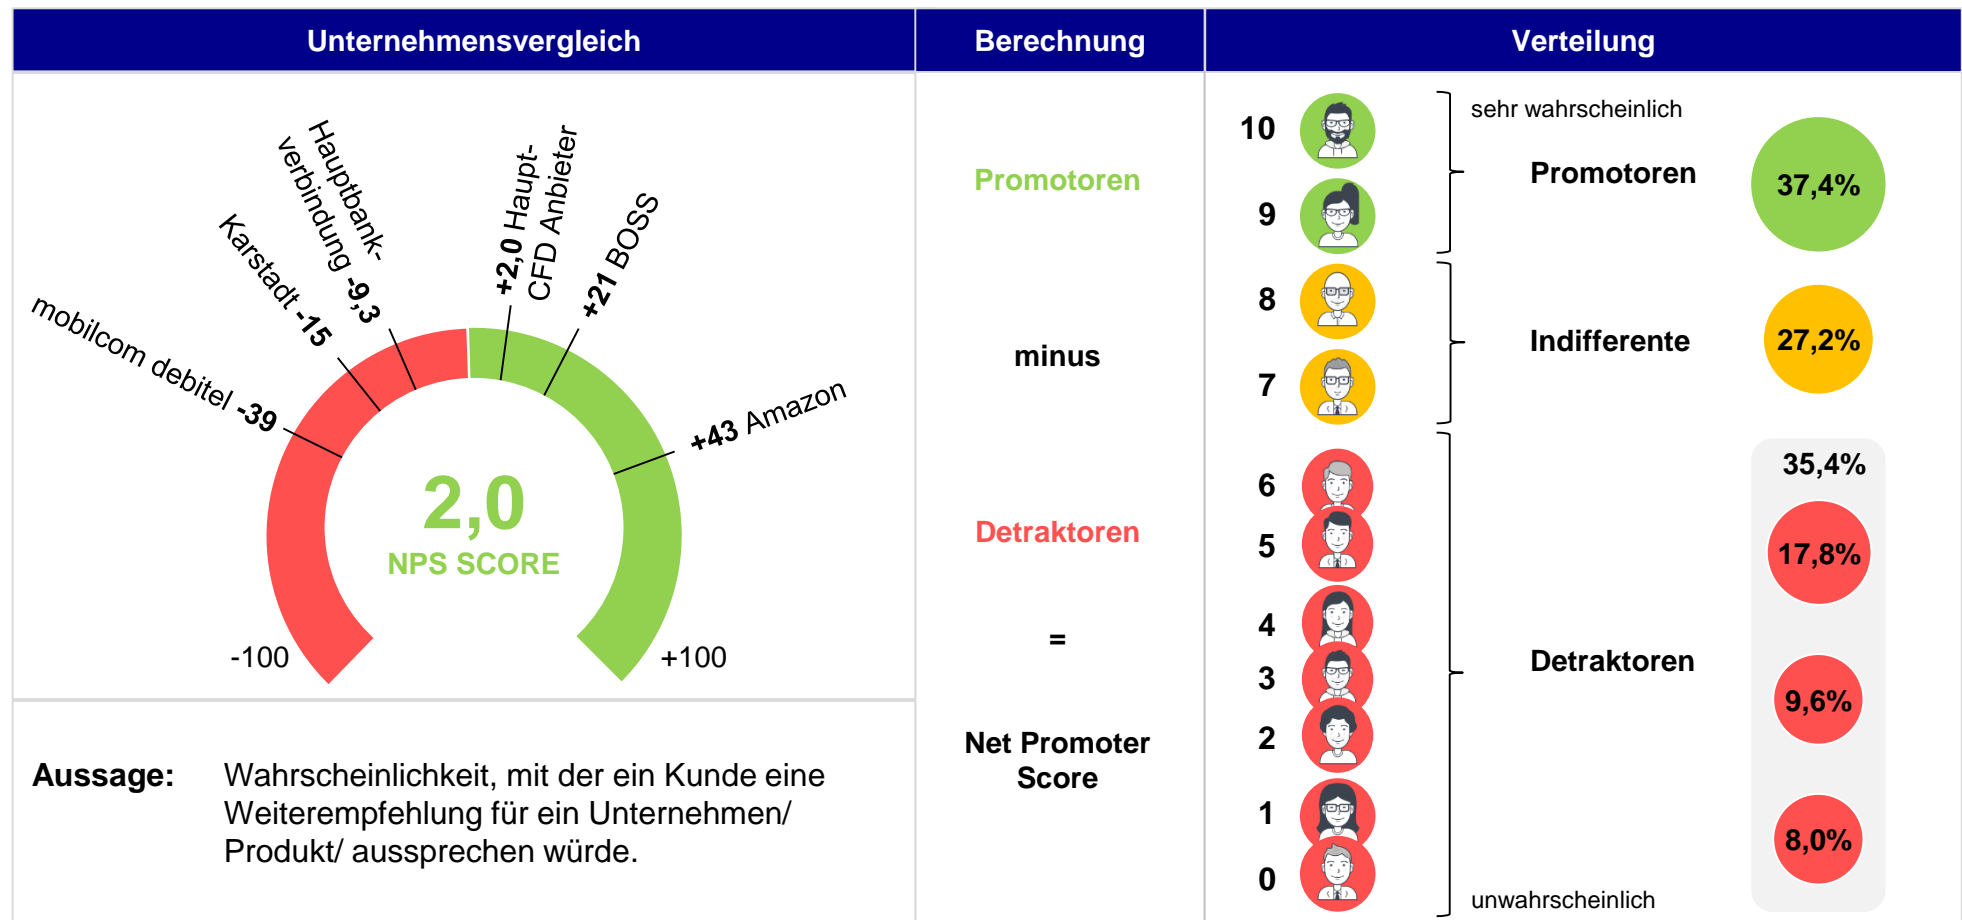 Unternehmensvergleich
Berechnung
Verteilung
mobilcom debitel -39
Karstadt -15
Hauptbank-
verbindung -9,3
+2,0 Haupt-
CFD Anbieter
+21 BOSS
+43 Amazon
2,0
NPS SCORE
-100
+100
Aussage:
Wahrscheinlichkeit, mit der ein Kunde eine
Weiterempfehlung für ein Unternehmen/
Produkt/ aussprechen würde.
Promotoren
minus
Detraktoren
=
Net Promoter
Score
10
9
8
7
6
5
4
3
2
1
0
sehr wahrscheinlich
Promotoren
37,4%
Indifferente
27,2%
Detraktoren
35,4%
17,8%
9,6%
8,0%
unwahrscheinlich